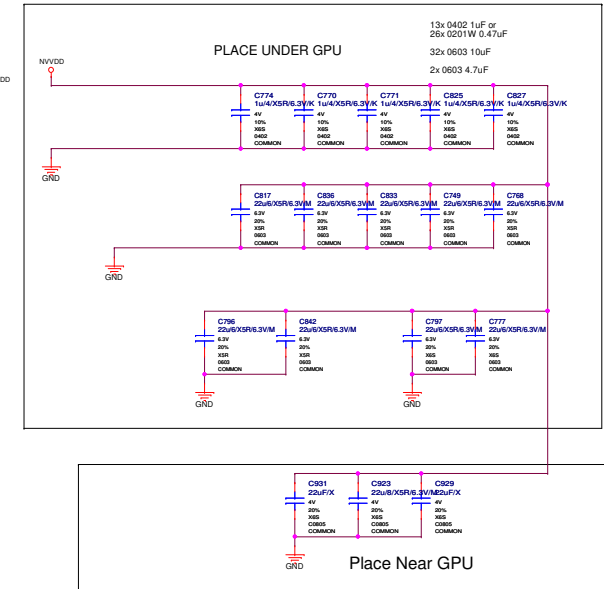 13x 0402 1uF or
26x 0201W 0.47uF
PLACE UNDER GPU
32x 0603 10uF
NVVDD
2x 0603 4.7uF
DD
C774 C770 C771 C825 C827
1u/4/X5R/6.3V/K 1u/4/X5R/6.3V/K 1u/4/X5R/6.3V/K 1u/4/X5R/6.3V/K 1u/4/X5R/6.3V/K
4V 4V 4V 4V 4V
10% 10% 10% 10% 10%
X6S X6S X6S X6S X6S
0402 0402 0402 0402 0402
COMMON COMMON COMMON COMMON COMMON
GND
C817 C836 C833 C749 C768
22u/6/X5R/6.3V/M 22u/6/X5R/6.3V/M 22u/6/X5R/6.3V/M 22u/6/X5R/6.3V/M 22u/6/X5R/6.3V/M
6.3V 6.3V 6.3V 6.3V 6.3V
20% 20% 20% 20% 20%
X5R X5R X5R X5R X5R
0603 0603 0603 0603 0603
COMMON COMMON COMMON COMMON COMMON
GND
C796 C842 C797 C777
22u/6/X5R/6.3V/M 22u/6/X5R/6.3V/M 22u/6/X5R/6.3V/M 22u/6/X5R/6.3V/M
6.3V 6.3V 6.3V 6.3V
20% 20% 20% 20%
X5R X5R X6S X6S
0603 0603 0603 0603
COMMON COMMON COMMON COMMON
GND GND
C931 C923 C929
22uF/X 22u/8/X5R/6.3V/M 22uF/X
4V 4V 4V
20% 20% 20%
X6S X6S X6S
C0805 C0805 C0805
COMMON COMMON COMMON
GND
Place Near GPU